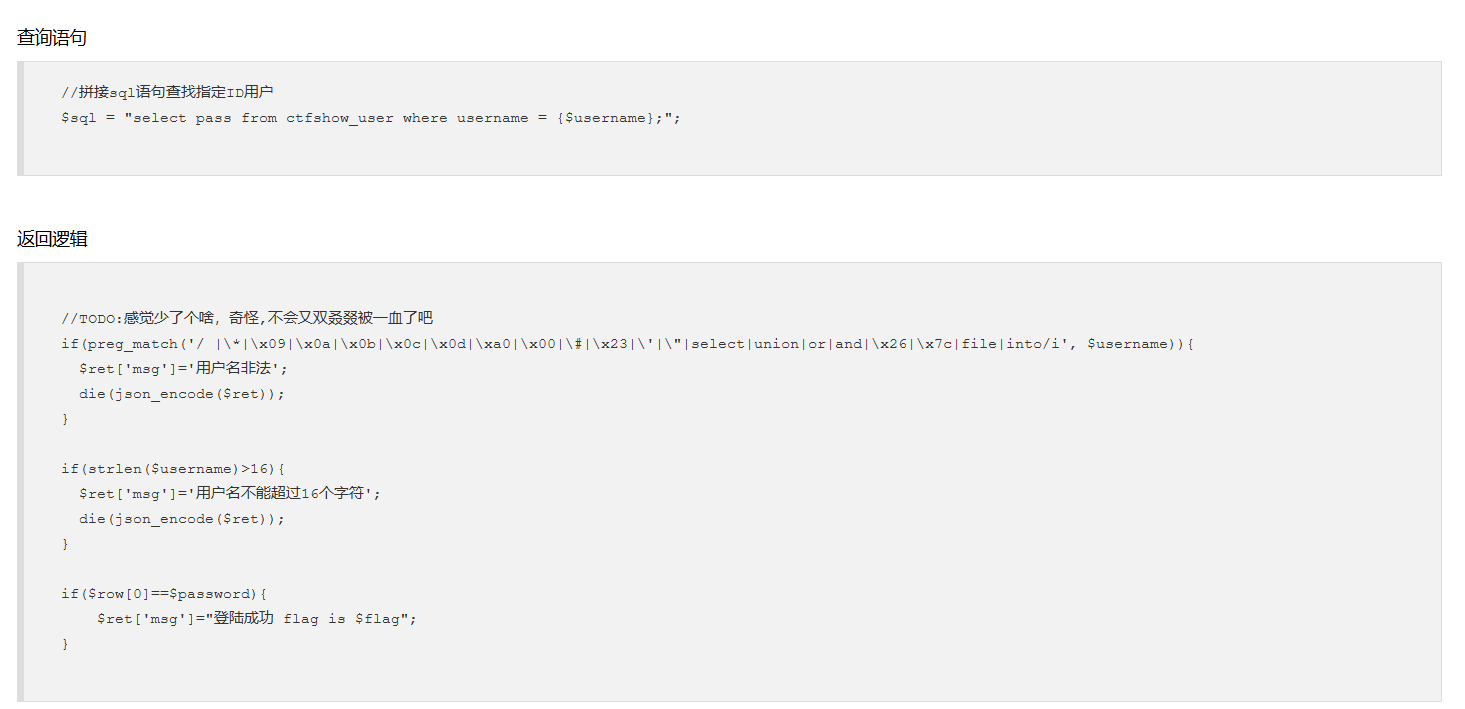 查询语句
//拼接sql语句查找指定ID用户
$sql = "select pass from ctfshow_user where username = {$username};";
返回逻辑
//TODO:感觉少了个啥，奇怪,不会又双叒叕被一血了吧
if(preg_match('/ |\*|\x09|\x0a|\x0b|\x0c|\x0d|\xa0|\x00|\#|\x23|\'|\"|select|union|or|and|\x26|\x7c|file|into/i', $username)){
$ret['msg']='用户名非法';
die(json_encode($ret));
}
if(strlen($username)>16){
$ret['msg']='用户名不能超过16个字符';
die(json_encode($ret));
}
if($row[0]==$password){
$ret['msg']="登陆成功 flag is $flag";
}